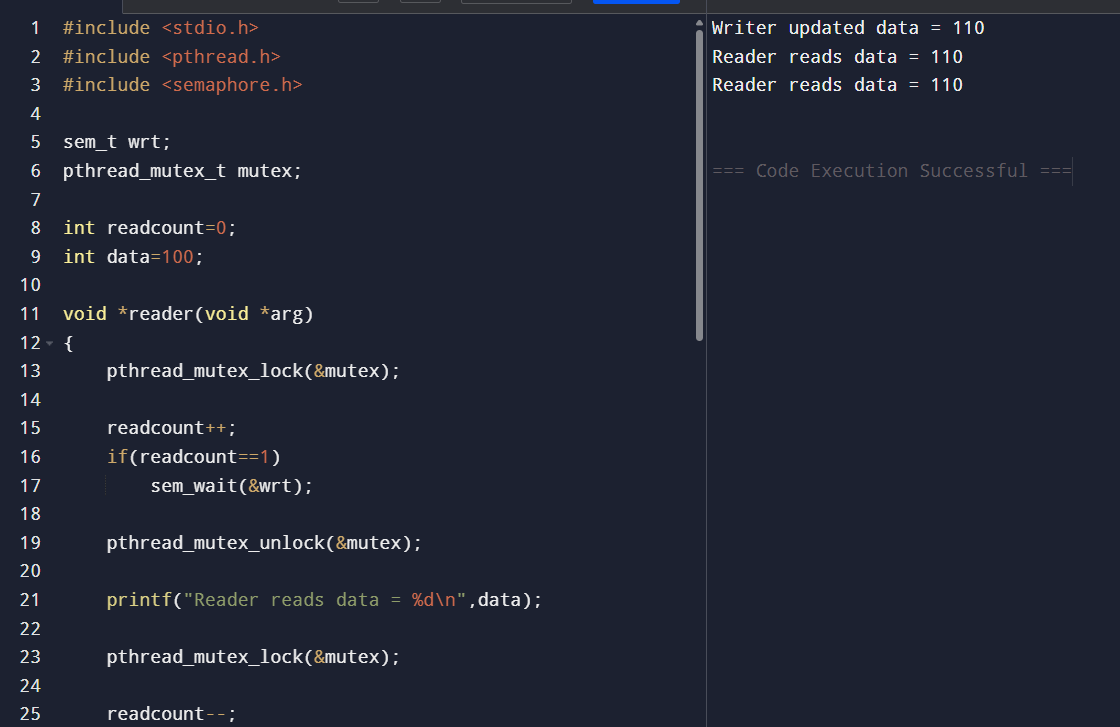 1 #include <stdio.h>
2 #include <pthread.h>
3 #include <semaphore.h>
4
5 sem_t wrt;
6 pthread_mutex_t mutex;
7
8 int readcount=0;
9 int data=100;
10
11 void *reader(void *arg)
12 {
13     pthread_mutex_lock(&mutex);
14
15     readcount++;
16     if(readcount==1)
17         sem_wait(&wrt);
18
19     pthread_mutex_unlock(&mutex);
20
21     printf("Reader reads data = %d\n",data);
22
23     pthread_mutex_lock(&mutex);
24
25     readcount--;
Writer updated data = 110
Reader reads data = 110
Reader reads data = 110
=== Code Execution Successful ===